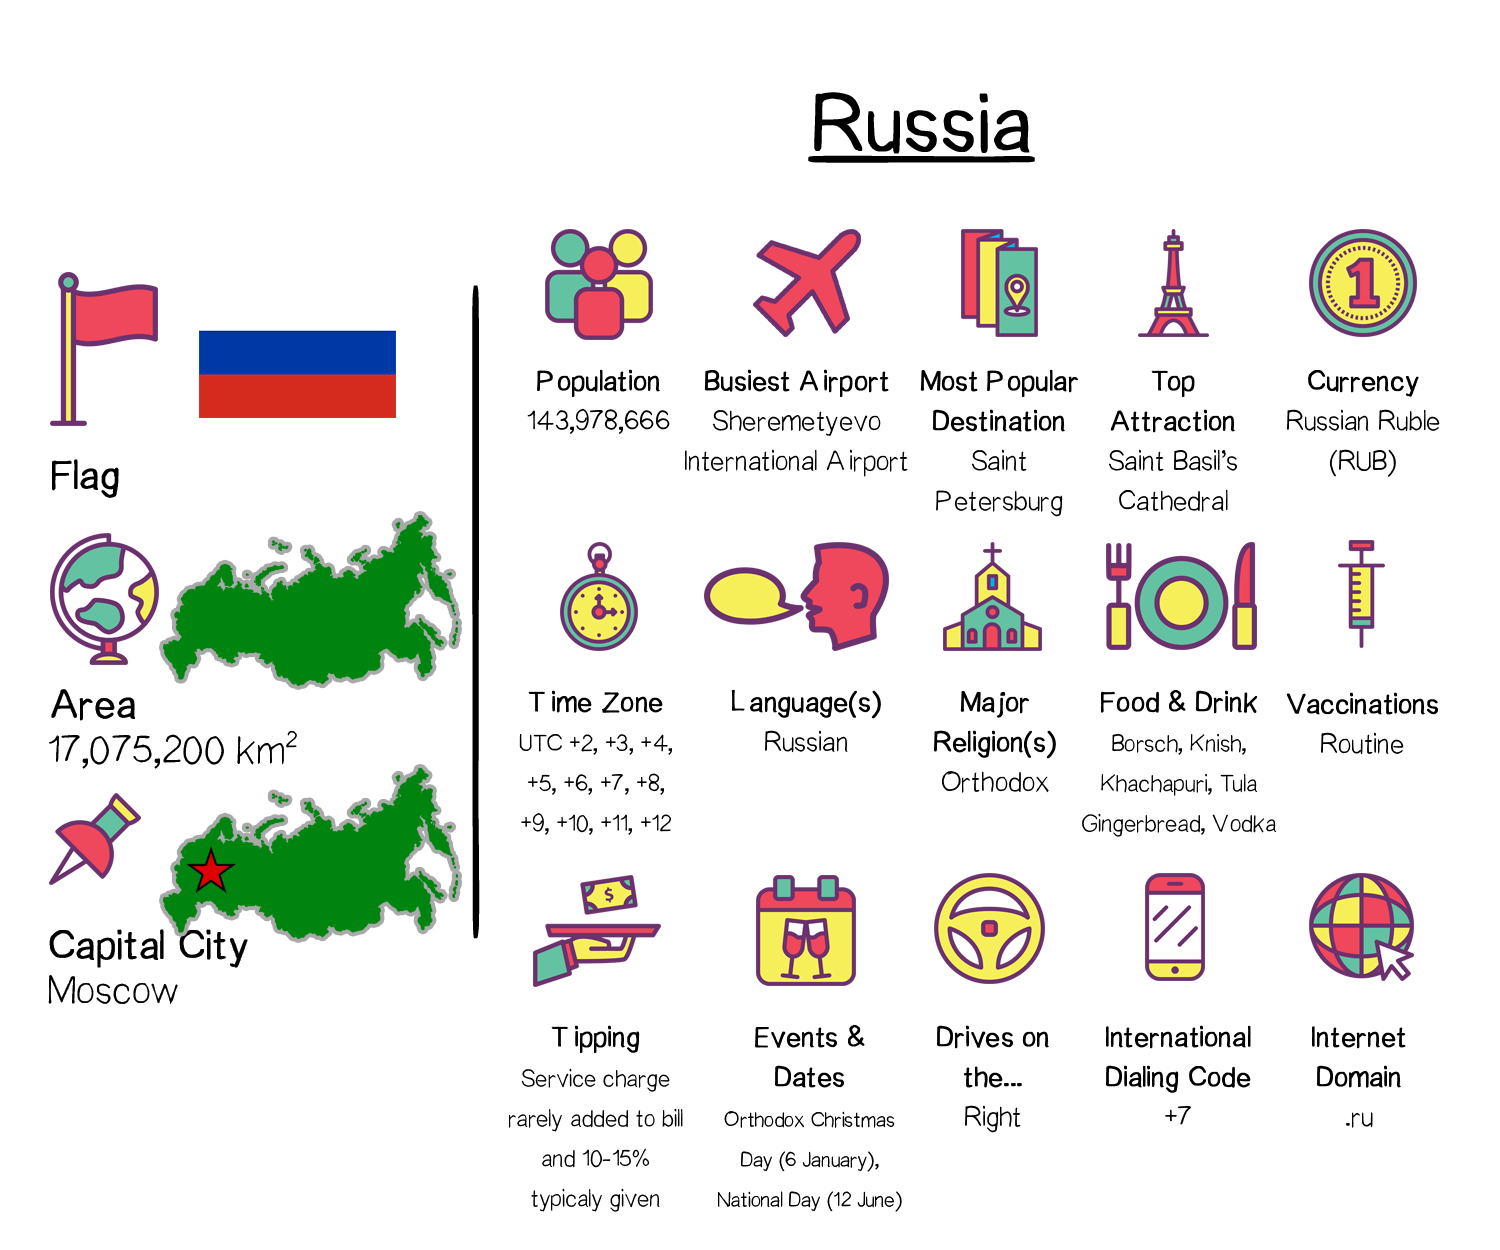 Russia
Flag
Area
17,075,200 km²
Capital City
Moscow
Population
143,978,666
Busiest Airport
Sheremetyevo
International Airport
Most Popular
Destination
Saint
Petersburg
Top
Attraction
Saint Basil's
Cathedral
1
Currency
Russian Ruble
(RUB)
Time Zone
UTC +2, +3, +4,
+5, +6, +7, +8,
+9, +10, +11, +12
Language(s)
Russian
Major
Religion(s)
Orthodox
Food & Drink
Borsch, Knish,
Khachapuri, Tula
Gingerbread, Vodka
Vaccinations
Routine
$
Tipping
Service charge
rarely added to bill
and 10-15%
typicaly given
Events &
Dates
Orthodox Christmas
Day (6 January),
National Day (12 June)
Drives on
the...
Right
International
Dialing Code
+7
Internet
Domain
.ru